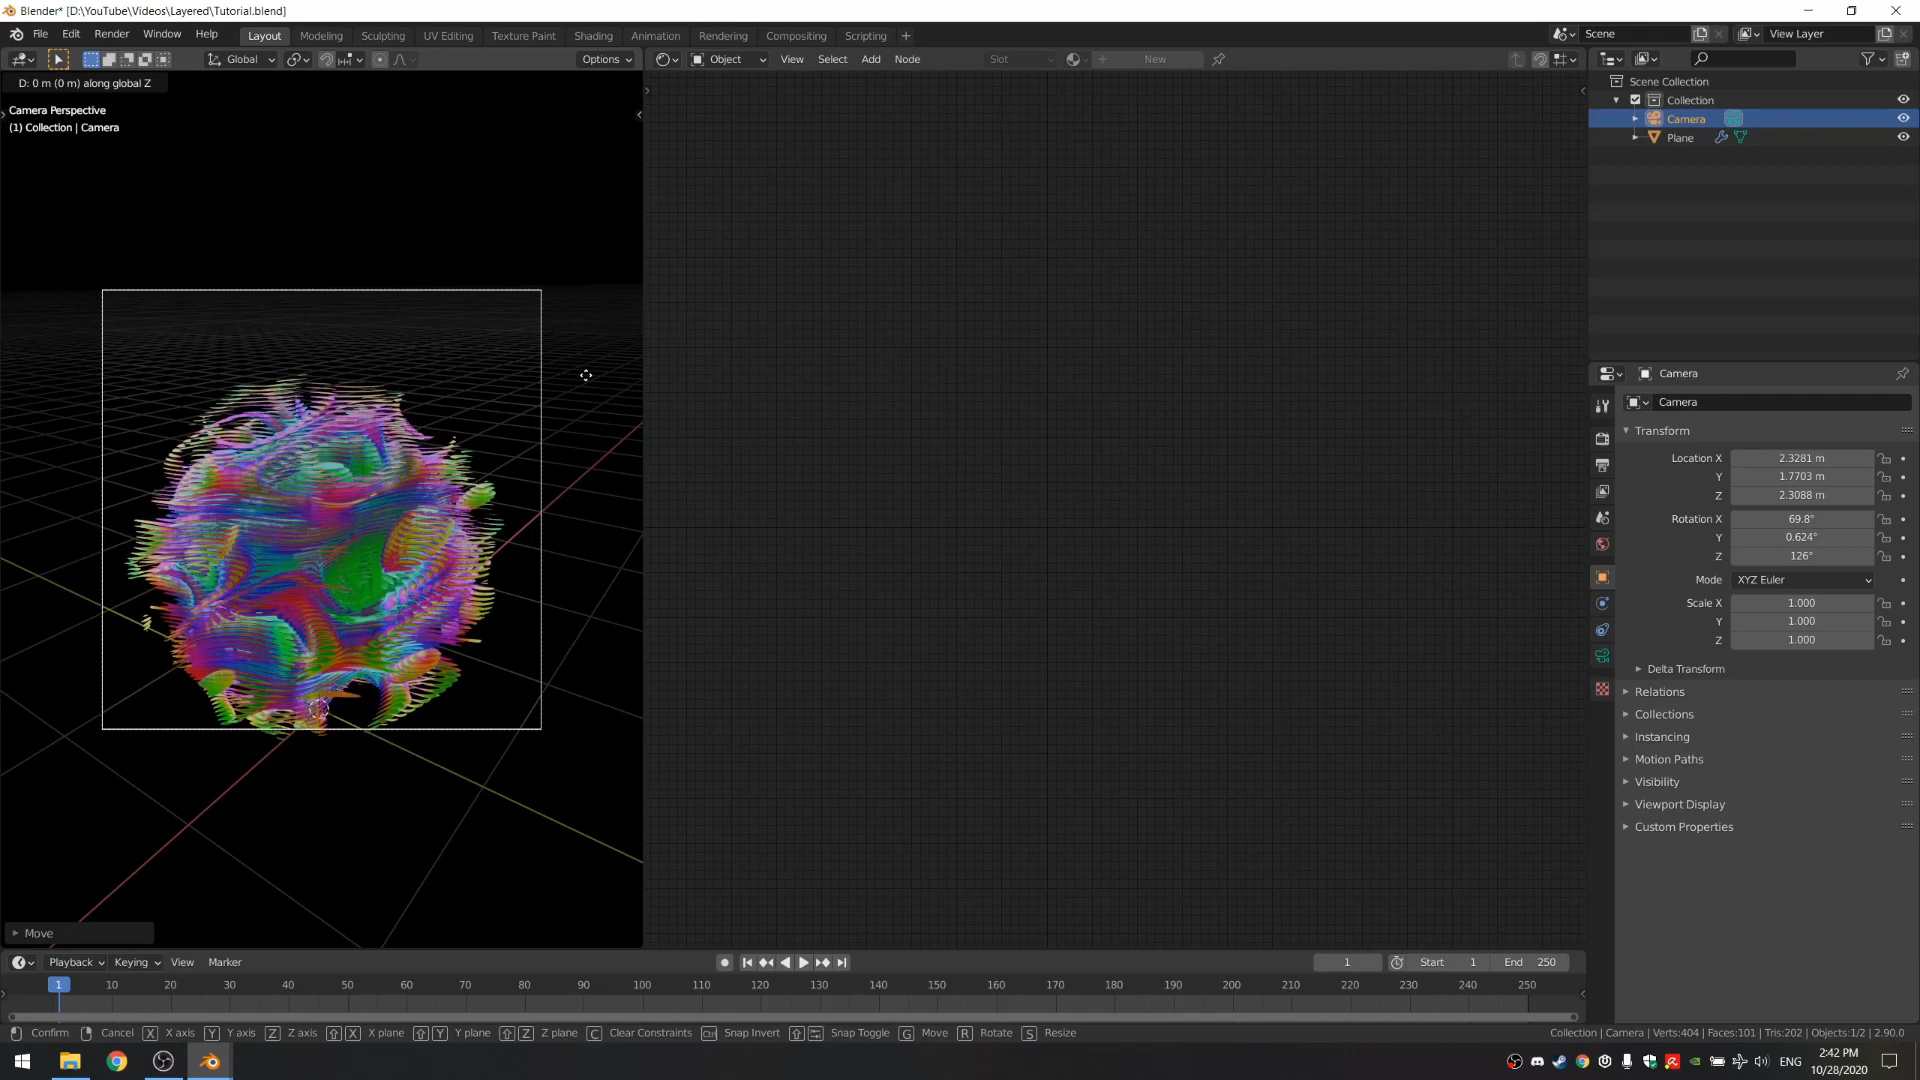 Blender* [D:\YouTube\Videos\Layered\Tutorial.blend]
File Edit Render Window Help Layout Modeling Sculpting UV Editing Texture Paint Shading Animation Rendering Compositing Scripting + Scene View Layer
Global Options Object View Select Add Node Slot New
D: 0 m (0 m) along global Z
Camera Perspective
(1) Collection | Camera
Scene Collection
Collection
Camera
Plane
Camera
Camera
Transform
Location X 2.3281 m
Y 1.7703 m
Z 2.3088 m
Rotation X 69.8°
Y 0.624°
Z 126°
Mode XYZ Euler
Scale X 1.000
Y 1.000
Z 1.000
Delta Transform
Relations
Collections
Instancing
Motion Paths
Visibility
Viewport Display
Custom Properties
Move
Playback Keying View Marker 1 Start 1 End 250
1 10 20 30 40 50 60 70 80 90 100 110 120 130 140 150 160 170 180 190 200 210 220 230 240 250
Confirm Cancel X X axis Y Y axis Z Z axis X X plane Y Y plane Z Z plane C Clear Constraints Ctrl Snap Invert Snap Toggle G Move R Rotate S Resize Collection | Camera | Verts:404 | Faces:101 | Tris:202 | Objects:1/2 | 2.90.0
ENG 2:42 PM
10/28/2020